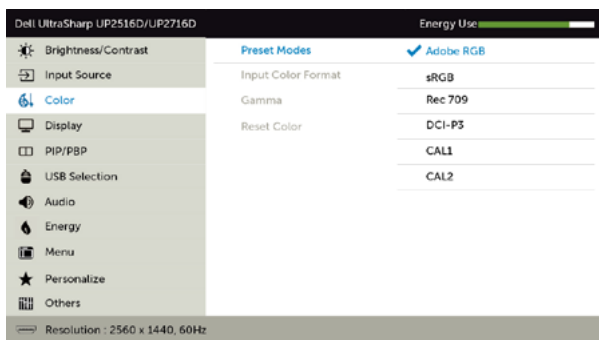 Dell UltraSharp UP2516D/UP2716D Energy Use
Brightness/Contrast Preset Modes Adobe RGB
Input Source Input Color Format sRGB
Color Gamma Rec 709
Display Reset Color DCI-P3
PIP/PBP CAL1
USB Selection CAL2
Audio
Energy
Menu
Personalize
Others
Resolution : 2560 x 1440, 60Hz